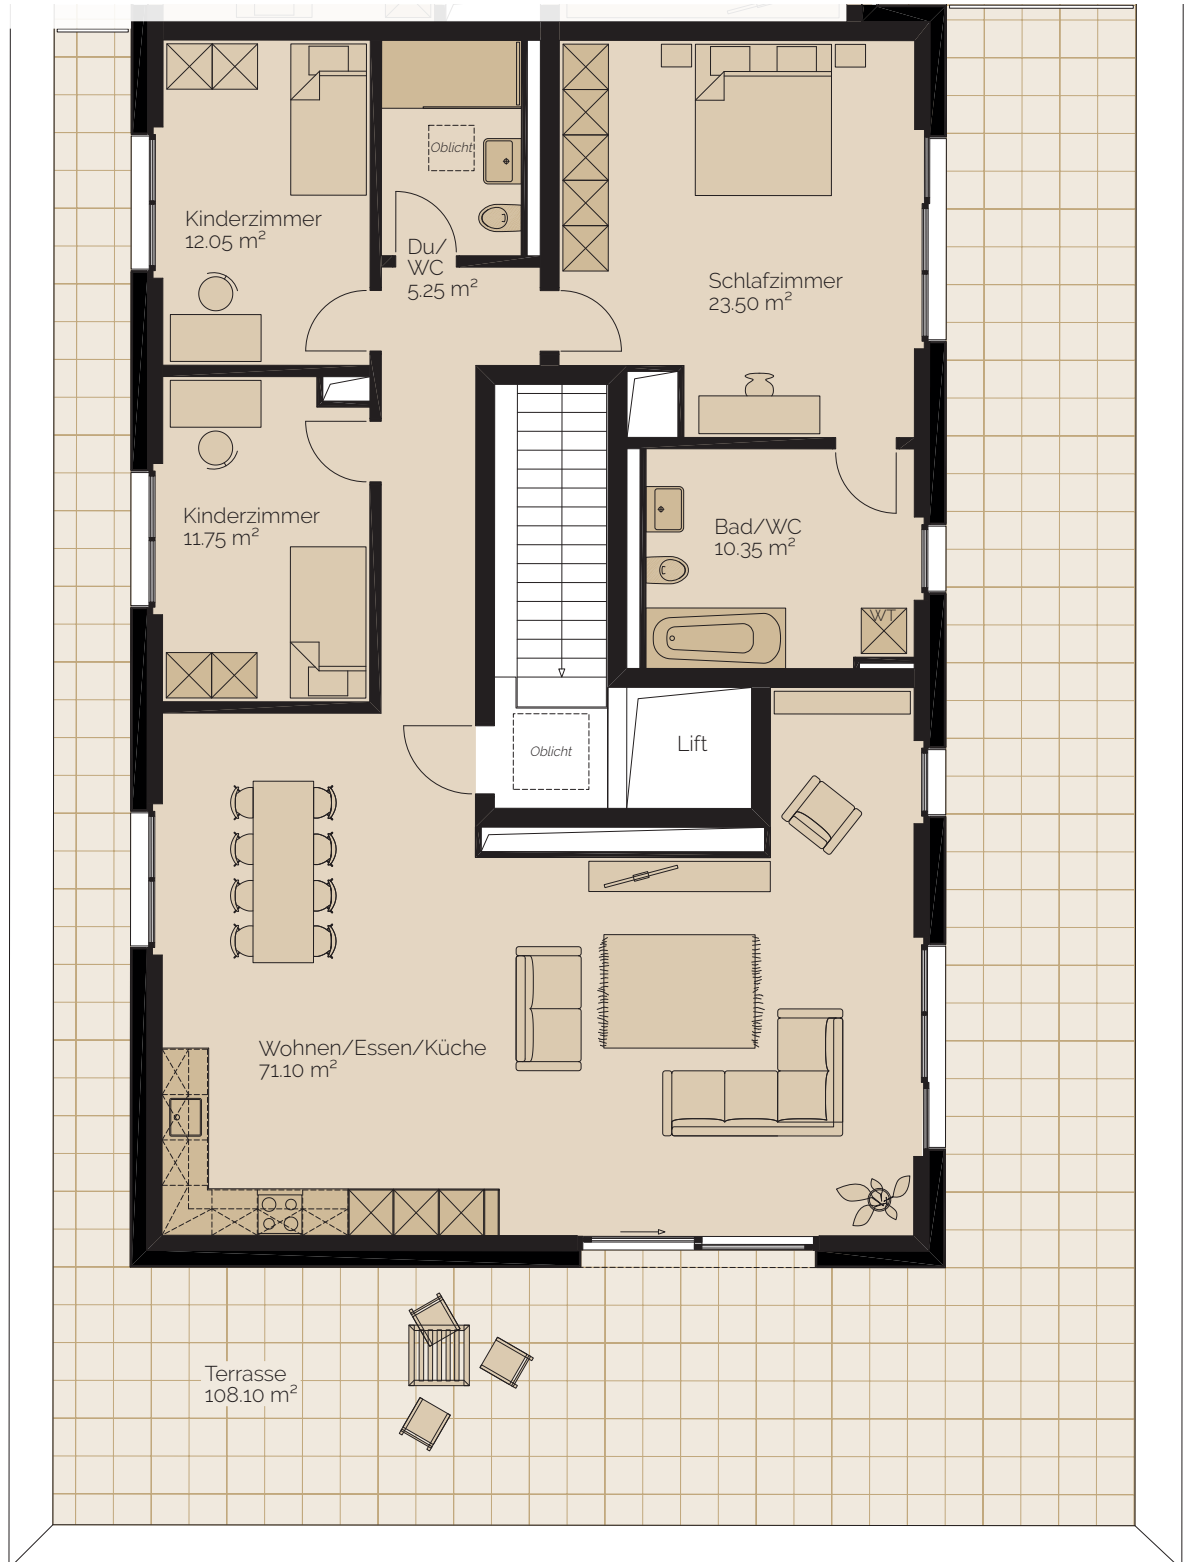 Oblicht
Kinderzimmer
12.05 m²
Du/
WC
5.25 m²
Schlafzimmer
23.50 m²
Kinderzimmer
11.75 m²
Bad/WC
10.35 m²
WT
Oblicht
Lift
Wohnen/Essen/Küche
71.10 m²
Terrasse
108.10 m²